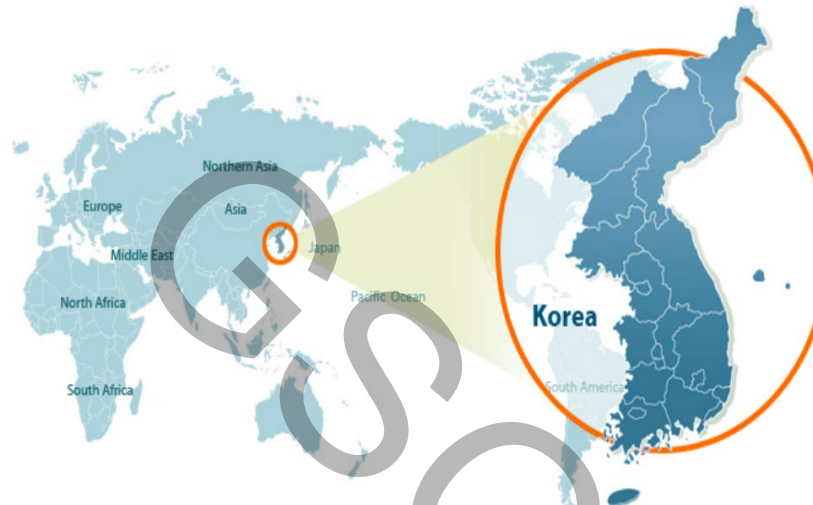 Northern Asia
Europe
Asia
Japan
Middle East
Pacific Ocean
North Africa
Korea
South Africa
South America
G
S